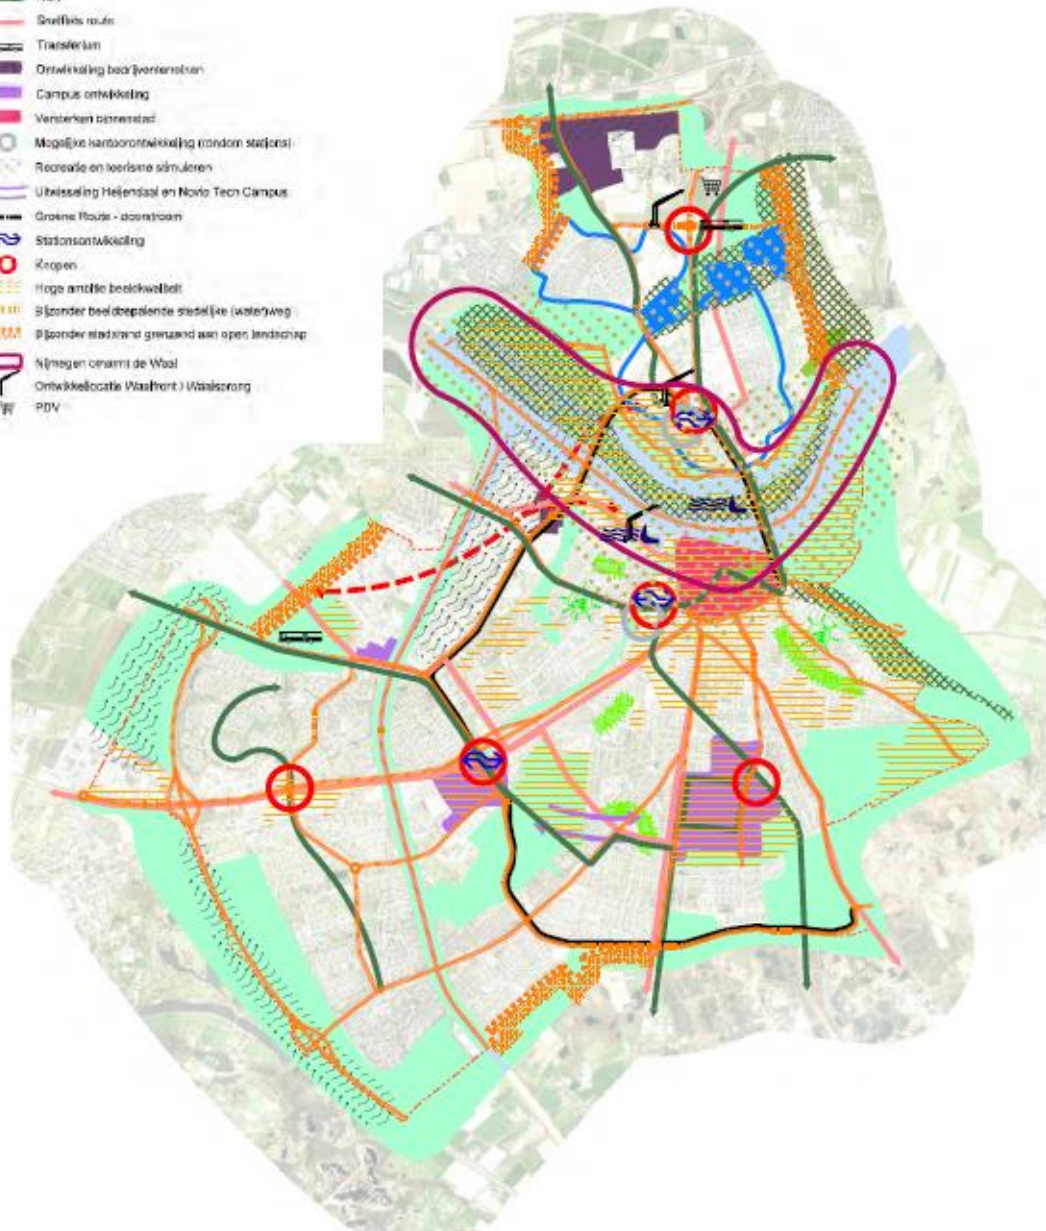 Snelfiets route
Transferium
Ontwikkeling bedrijventerreinen
Campus ontwikkeling
Versterken binnenstad
Mogelijke kantoorontwikkeling (rondom stations)
Recreatie en toerisme stimuleren
Uitwisseling Heijendaal en Novio Tech Campus
Groene Route - doorstroom
Stationsontwikkeling
Knopen
Hoge ambitie beeldkwaliteit
Bijzonder beeldbepalende stedelijke (water)weg
Bijzonder stadsrand grenzend aan open landschap
Nijmegen omarmt de Waal
Ontwikkellocatie Waalfront / Waalsprong
PDV